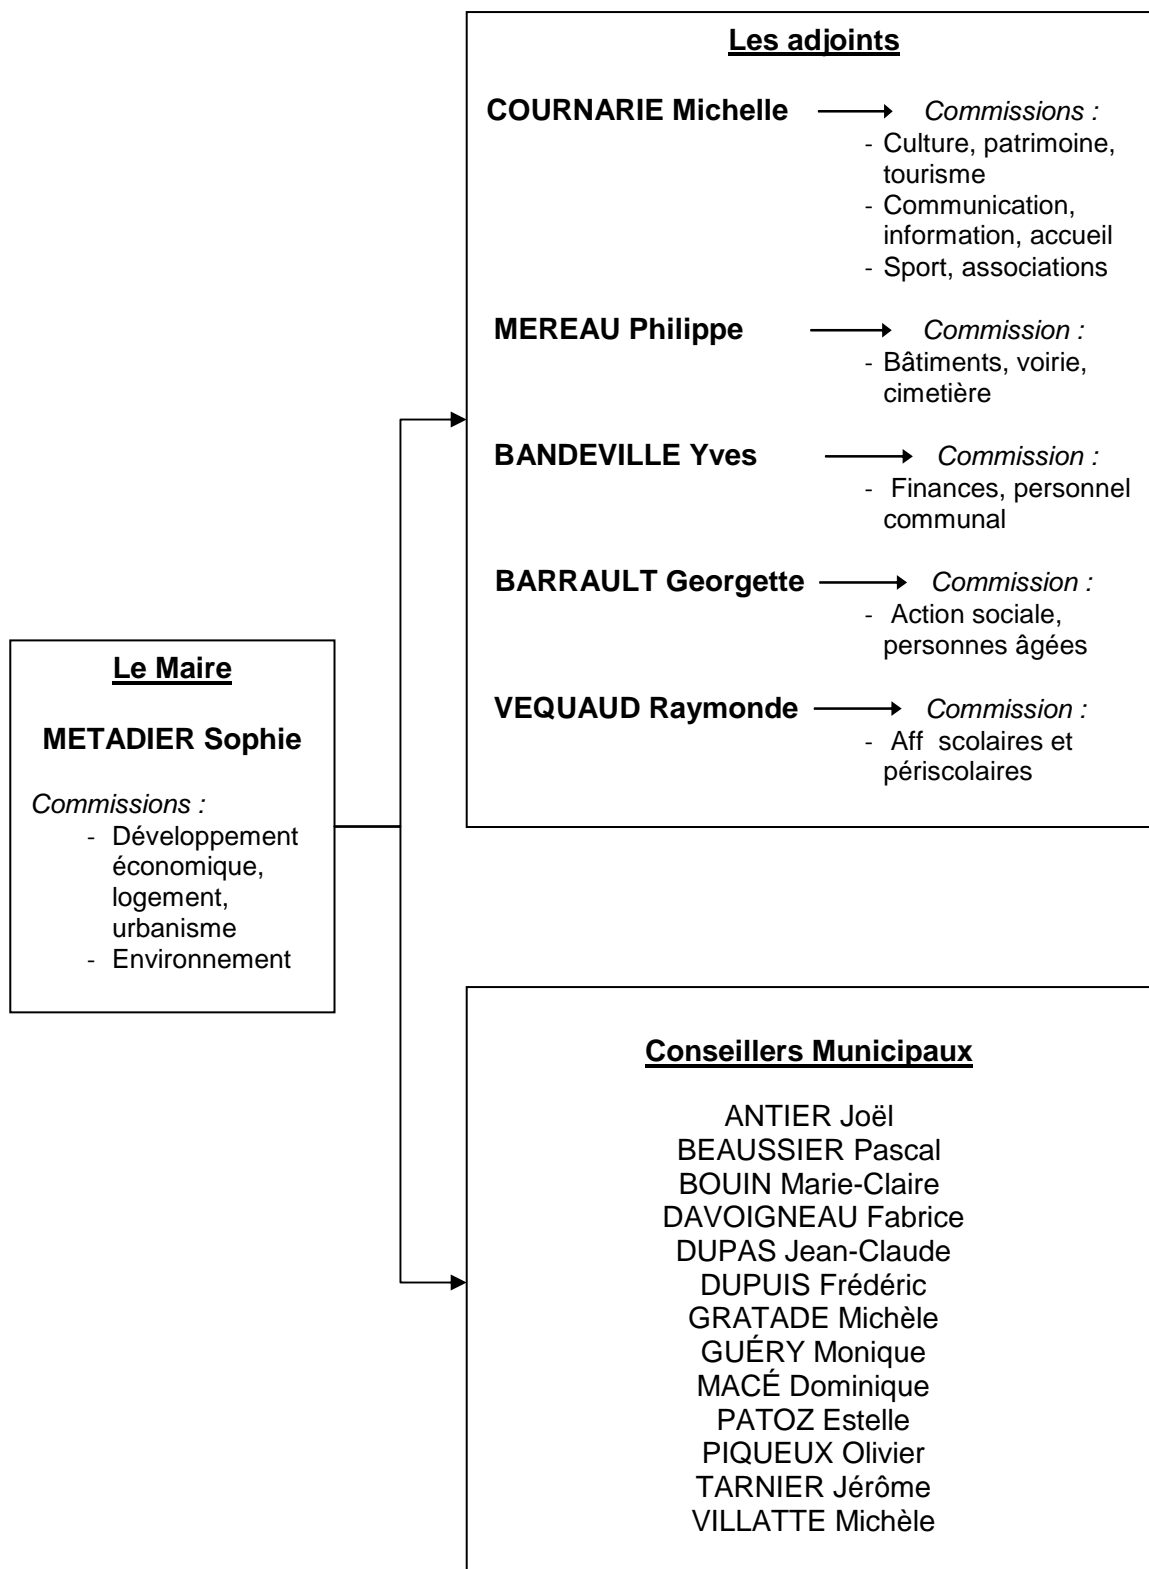 Les adjoints
COURNARIE Michelle Commissions :
- Culture, patrimoine,
tourisme
- Communication,
information, accueil
- Sport, associations
MEREAU Philippe Commission :
- Bâtiments, voirie,
cimetière
BANDEVILLE Yves Commission :
- Finances, personnel
communal
BARRAULT Georgette Commission :
- Action sociale,
personnes âgées
VEQUAUD Raymonde Commission :
- Aff scolaires et
périscolaires
Le Maire
METADIER Sophie
Commissions :
- Développement
économique,
logement,
urbanisme
- Environnement
Conseillers Municipaux
ANTIER Joël
BEAUSSIER Pascal
BOUIN Marie-Claire
DAVOIGNEAU Fabrice
DUPAS Jean-Claude
DUPUIS Frédéric
GRATADE Michèle
GUÉRY Monique
MACÉ Dominique
PATOZ Estelle
PIQUEUX Olivier
TARNIER Jérôme
VILLATTE Michèle